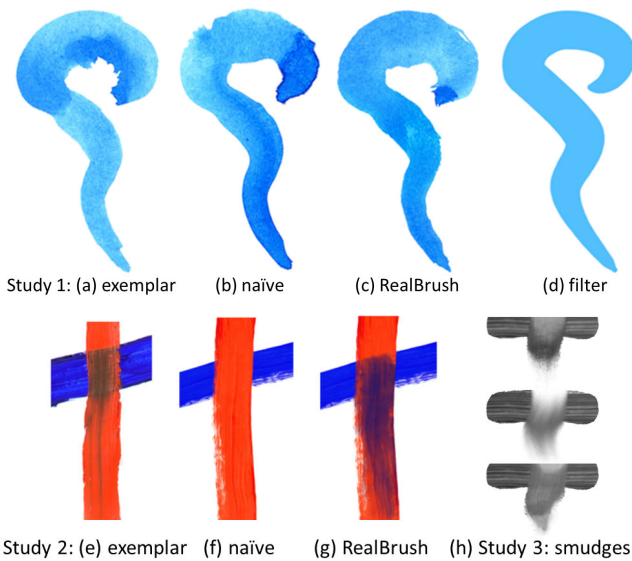 Study 1: (a) exemplar (b) naïve (c) RealBrush (d) filter
Study 2: (e) exemplar (f) naïve (g) RealBrush (h) Study 3: smudges